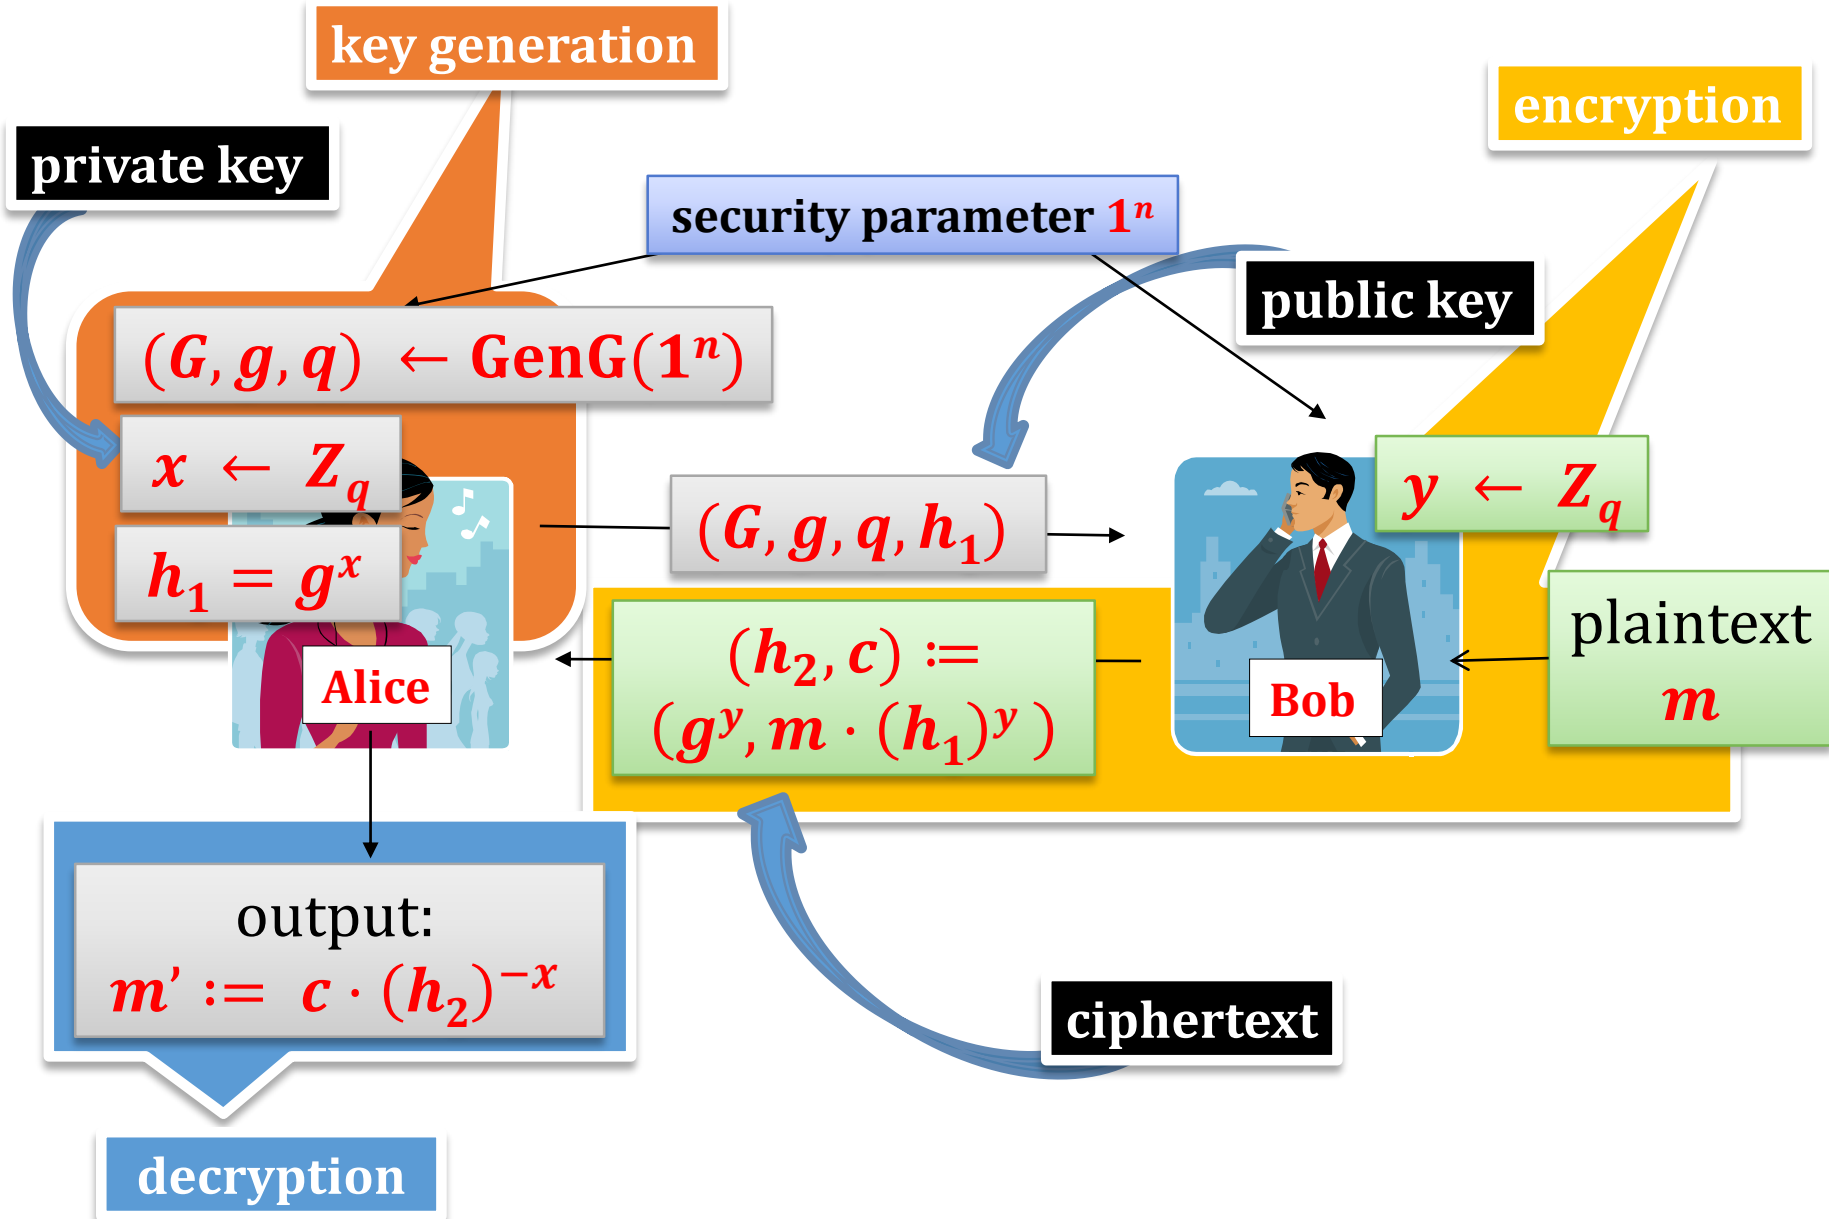 key generation
encryption
private key
security parameter 1ⁿ
public key
(G, g, q) ← GenG(1ⁿ)
x ← Z_q
y ← Z_q
(G, g, q, h₁)
h₁ = gˣ
plaintext
m
(h₂, c) ≔
(gʸ, m · (h₁)ʸ )
Alice
Bob
output:
m’ := c · (h₂)⁻ˣ
ciphertext
decryption